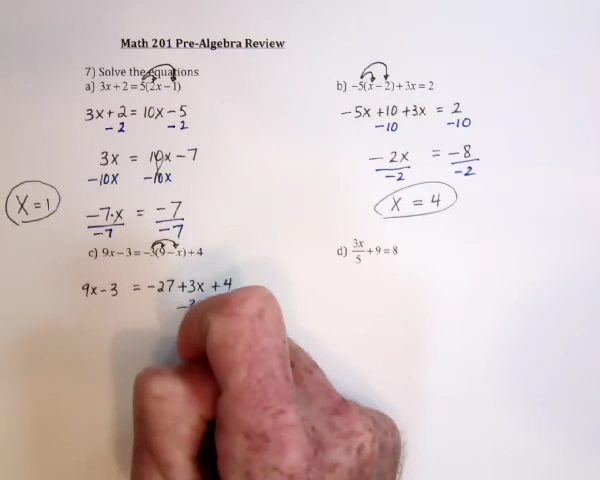 Math 201 Pre-Algebra Review
7) Solve the equations
a) 3x + 2 = 5(2x − 1)
3x + 2 = 10x − 5
− 2 − 2
3x = 10x − 7
−10x −10x
−7·x = −7
−7 −7
X = 1
b) −5(x − 2) + 3x = 2
−5x + 10 + 3x = 2
−10 −10
−2x = −8
−2 −2
X = 4
c) 9x − 3 = −3(9 − x) + 4
9x − 3 = −27 + 3x + 4
d) 3x/5 + 9 = 8